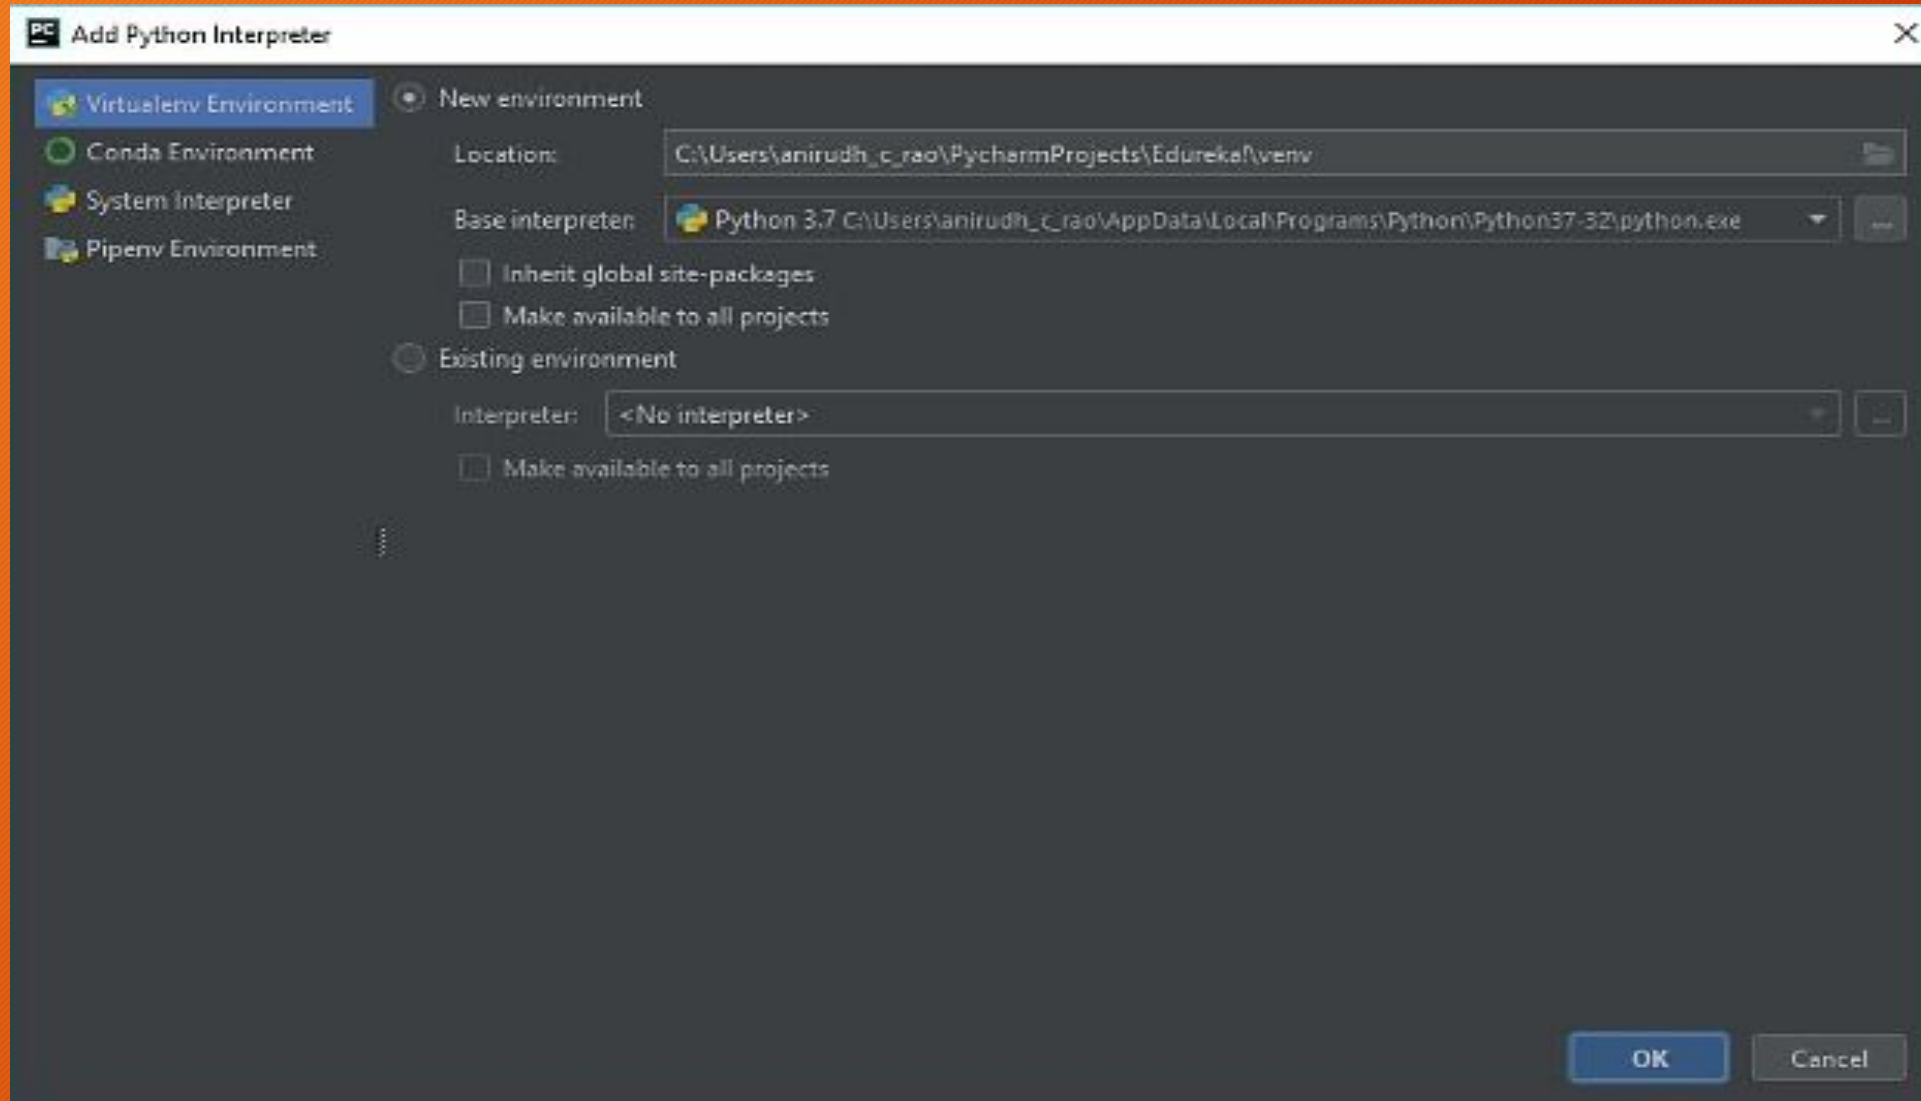 PC Add Python Interpreter
Virtualenv Environment
Conda Environment
System Interpreter
Pipenv Environment
New environment
Location: C:\Users\anirudh_c_rao\PycharmProjects\Edureka!\venv
Base interpreter: Python 3.7 C:\Users\anirudh_c_rao\AppData\Local\Programs\Python\Python37-32\python.exe ...
Inherit global site-packages
Make available to all projects
Existing environment
Interpreter: <No interpreter> ...
Make available to all projects
OK Cancel